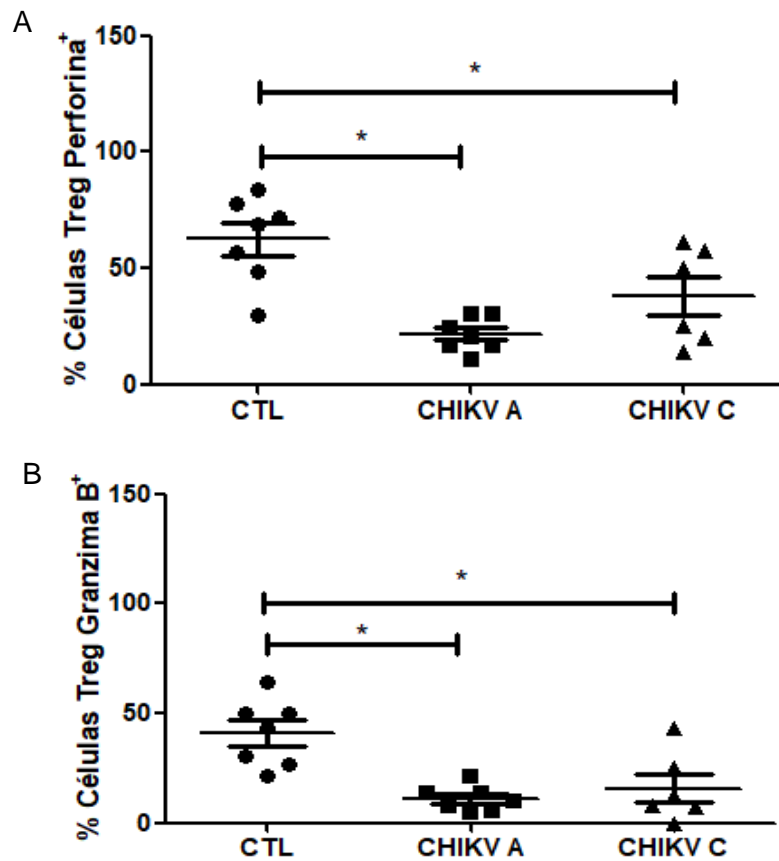 A
% Células Treg Perforina+
150
100
50
0
*
*
CTL
CHIKV A
CHIKV C
B
% Células Treg Granzima B+
150
100
50
0
*
*
CTL
CHIKV A
CHIKV C